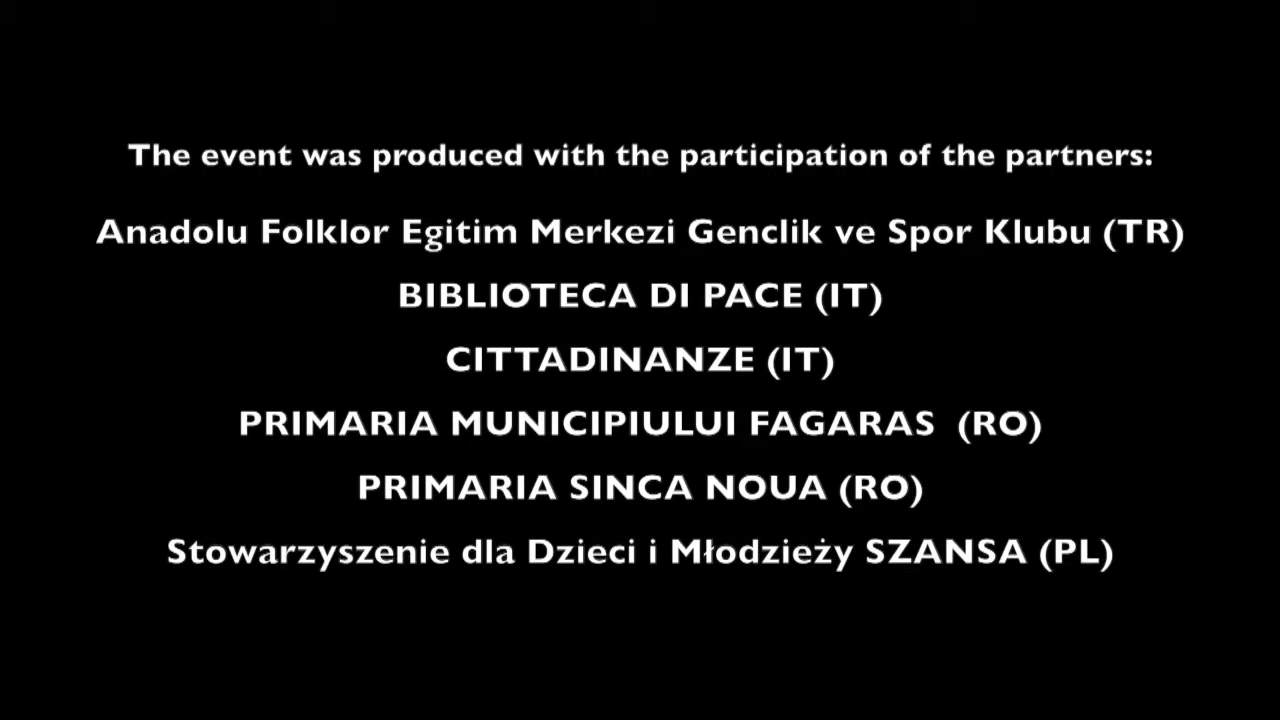 The event was produced with the participation of the partners:
Anadolu Folklor Egitim Merkezi Genclik ve Spor Klubu (TR)
BIBLIOTECA DI PACE (IT)
CITTADINANZE (IT)
PRIMARIA MUNICIPIULUI FAGARAS (RO)
PRIMARIA SINCA NOUA (RO)
Stowarzyszenie dla Dzieci i Młodzieży SZANSA (PL)